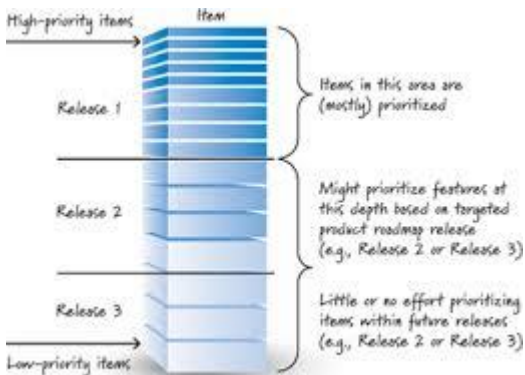 High-priority items
Item
Release 1
Items in this area are
(mostly) prioritized
Release 2
Might prioritize features at
this depth based on targeted
product roadmap release
(e.g., Release 2 or Release 3)
Release 3
Little or no effort prioritizing
items within future releases
(e.g., Release 2 or Release 3)
Low-priority items